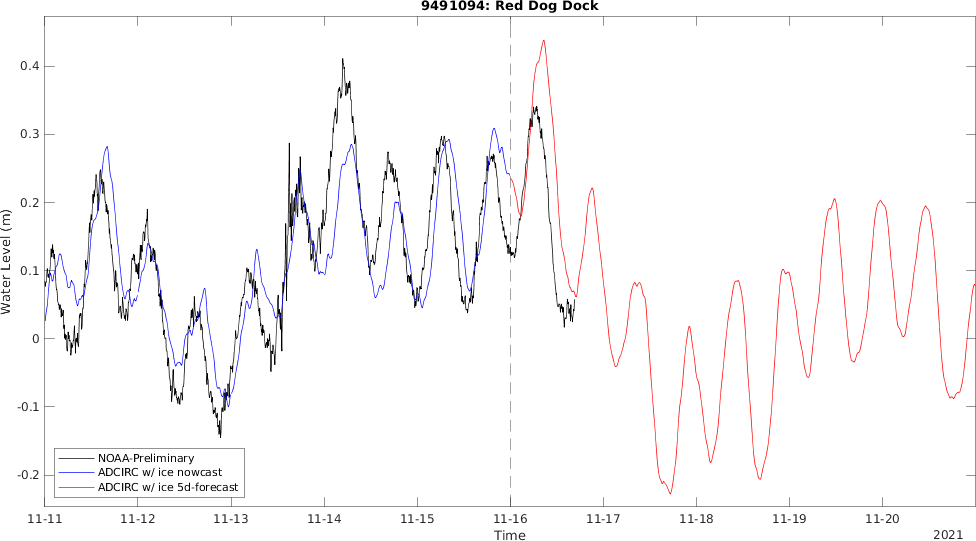 9491094: Red Dog Dock
Water Level (m)
0.4
0.3
0.2
0.1
0
-0.1
-0.2
NOAA-Preliminary
ADCIRC w/ ice nowcast
ADCIRC w/ ice 5d-forecast
11-11 11-12 11-13 11-14 11-15 11-16 11-17 11-18 11-19 11-20
Time
2021